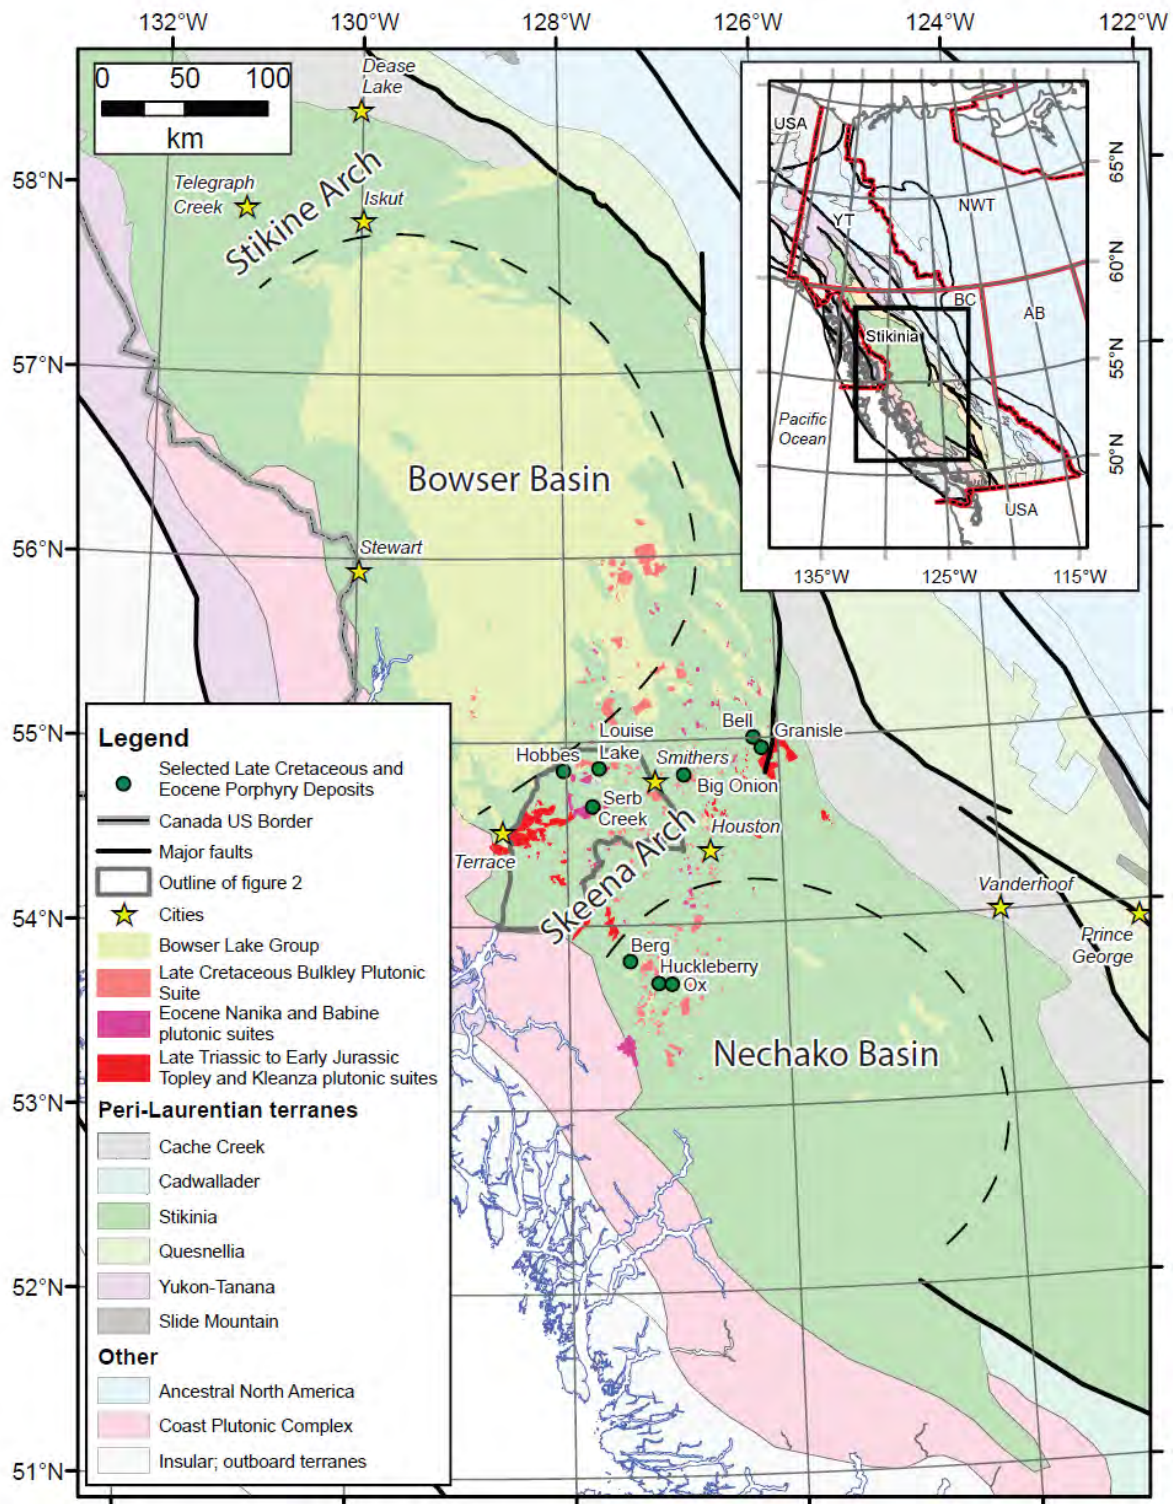 132°W 130°W 128°W 126°W 124°W 122°W
0 50 100
km
Dease
Lake
58°N
Telegraph
Creek
Iskut
Stikine Arch
57°N
Bowser Basin
56°N
Stewart
55°N
54°N
53°N
52°N
51°N
USA
YT
NWT
BC
AB
Stikinia
Pacific
Ocean
USA
65°N
60°N
55°N
50°N
135°W 125°W 115°W
Bell
Granisle
Louise
Lake
Hobbes
Smithers
Big Onion
Serb
Creek
Houston
Terrace
Skeena Arch
Vanderhoof
Prince
George
Berg
Huckleberry
Ox
Nechako Basin
Legend
Selected Late Cretaceous and
Eocene Porphyry Deposits
Canada US Border
Major faults
Outline of figure 2
Cities
Bowser Lake Group
Late Cretaceous Bulkley Plutonic
Suite
Eocene Nanika and Babine
plutonic suites
Late Triassic to Early Jurassic
Topley and Kleanza plutonic suites
Peri-Laurentian terranes
Cache Creek
Cadwallader
Stikinia
Quesnellia
Yukon-Tanana
Slide Mountain
Other
Ancestral North America
Coast Plutonic Complex
Insular; outboard terranes